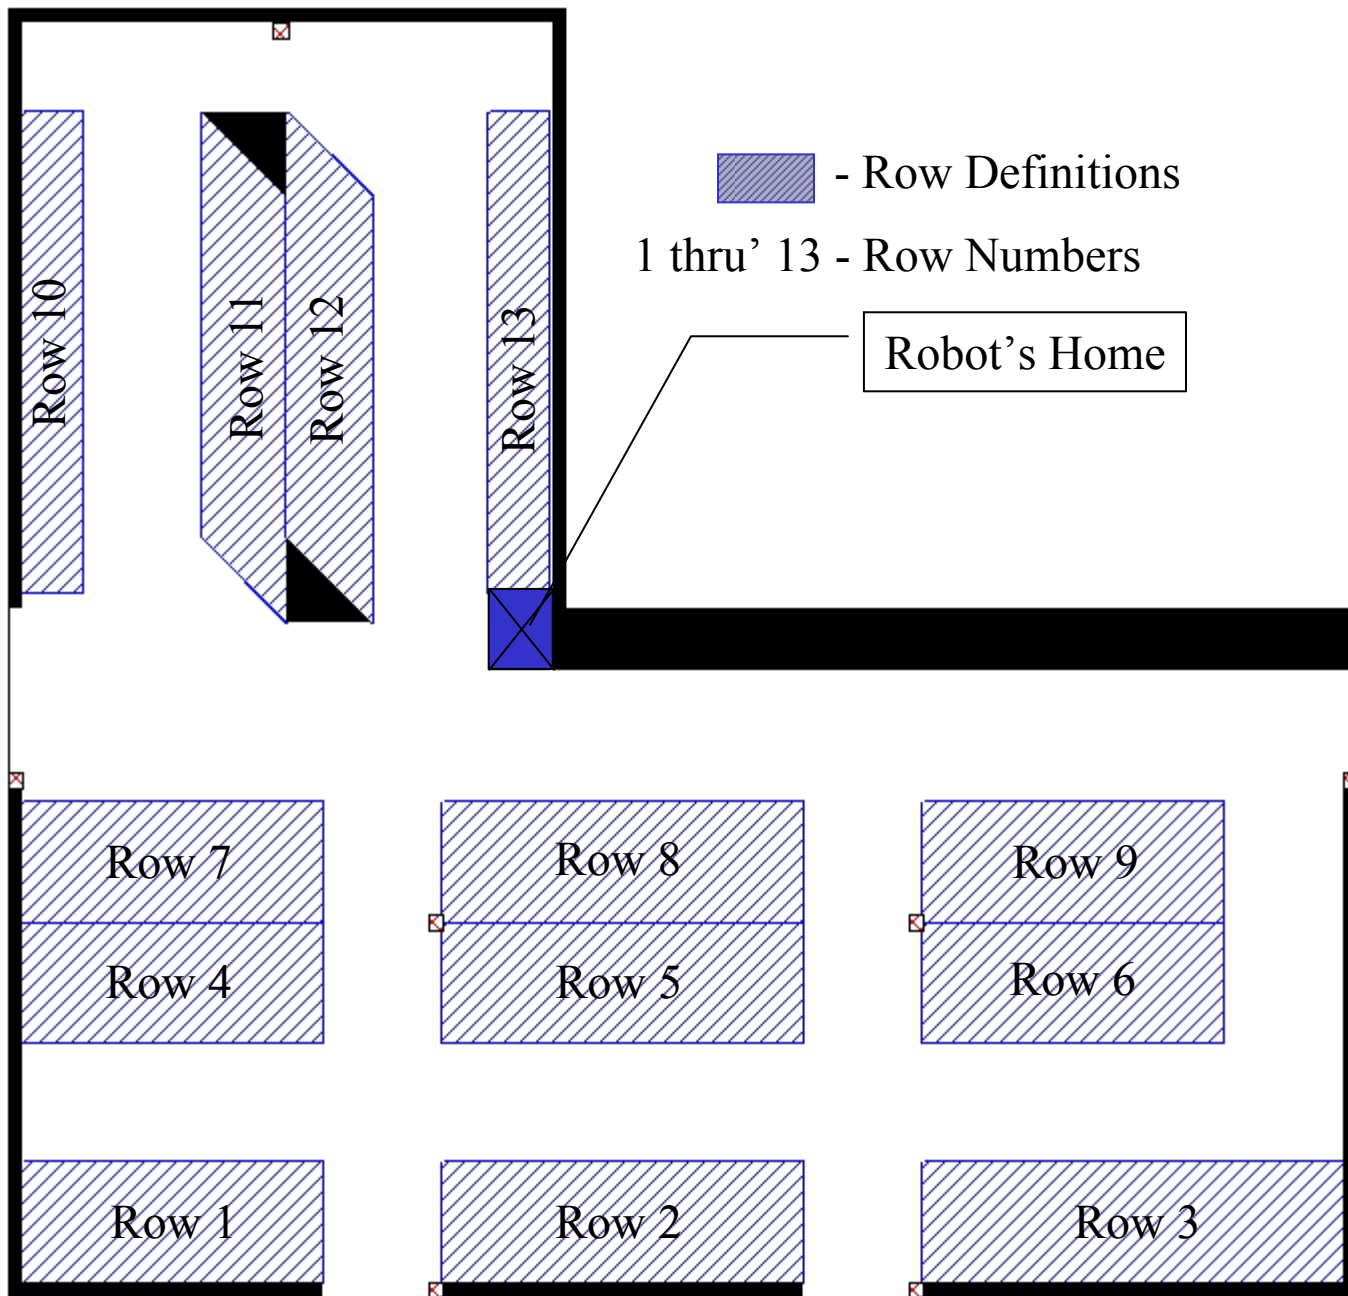 - Row Definitions
1 thru’ 13 - Row Numbers
Robot’s Home
Row 10
Row 11
Row 12
Row 13
Row 7
Row 8
Row 9
Row 4
Row 5
Row 6
Row 1
Row 2
Row 3